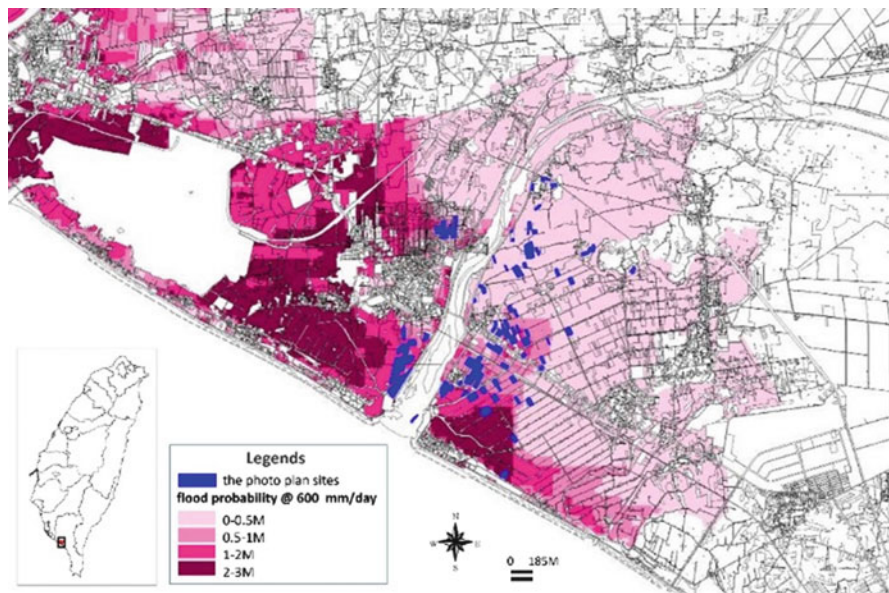 Legends
the photo plan sites
flood probability @ 600 mm/day
0-0.5M
0.5-1M
1-2M
2-3M
N
W E
S
0 185M